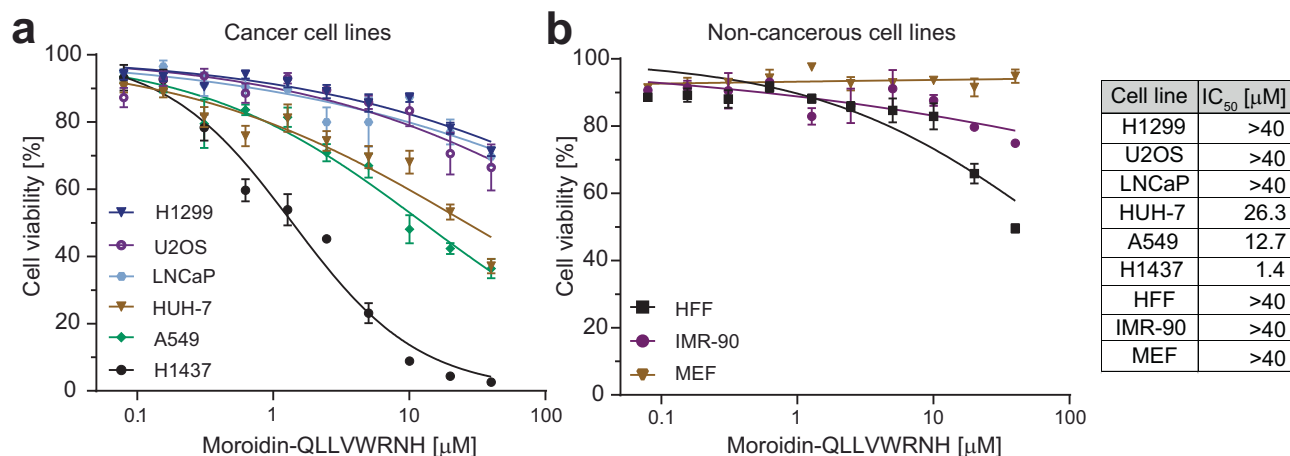 a
Cancer cell lines
Cell viability [%]
100
80
60
40
20
0
H1299
U2OS
LNCaP
HUH-7
A549
H1437
0.1 1 10 100
Moroidin-QLLVWRNH [μM]
b
Non-cancerous cell lines
Cell viability [%]
100
80
60
40
20
0
HFF
IMR-90
MEF
0.1 1 10 100
Moroidin-QLLVWRNH [μM]
Cell line IC50 [μM]
H1299 >40
U2OS >40
LNCaP >40
HUH-7 26.3
A549 12.7
H1437 1.4
HFF >40
IMR-90 >40
MEF >40